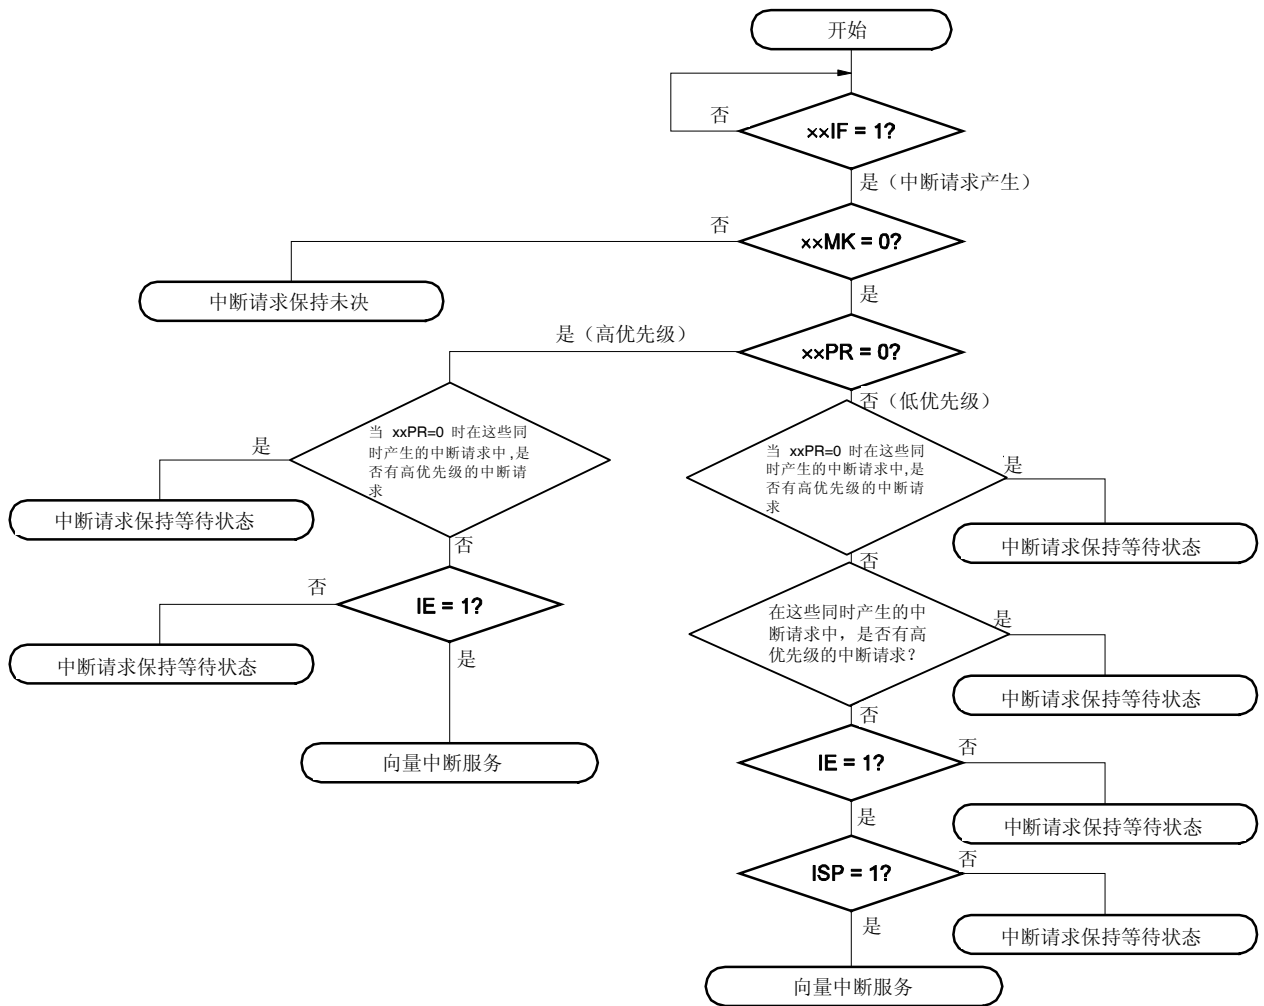 开始
否
××IF = 1?
是（中断请求产生）
否
××MK = 0?
中断请求保持未决
是
是（高优先级）
××PR = 0?
否（低优先级）
当 xxPR=0 时在这些同
时产生的中断请求中,是
否有高优先级的中断请
求
是
中断请求保持等待状态
否
当 xxPR=0 时在这些同
时产生的中断请求中,是
否有高优先级的中断请
求
是
中断请求保持等待状态
否
否
IE = 1?
中断请求保持等待状态
是
向量中断服务
在这些同时产生的中
断请求中，是否有高
优先级的中断请求？
是
中断请求保持等待状态
否
IE = 1?
否
中断请求保持等待状态
是
ISP = 1?
否
中断请求保持等待状态
是
向量中断服务